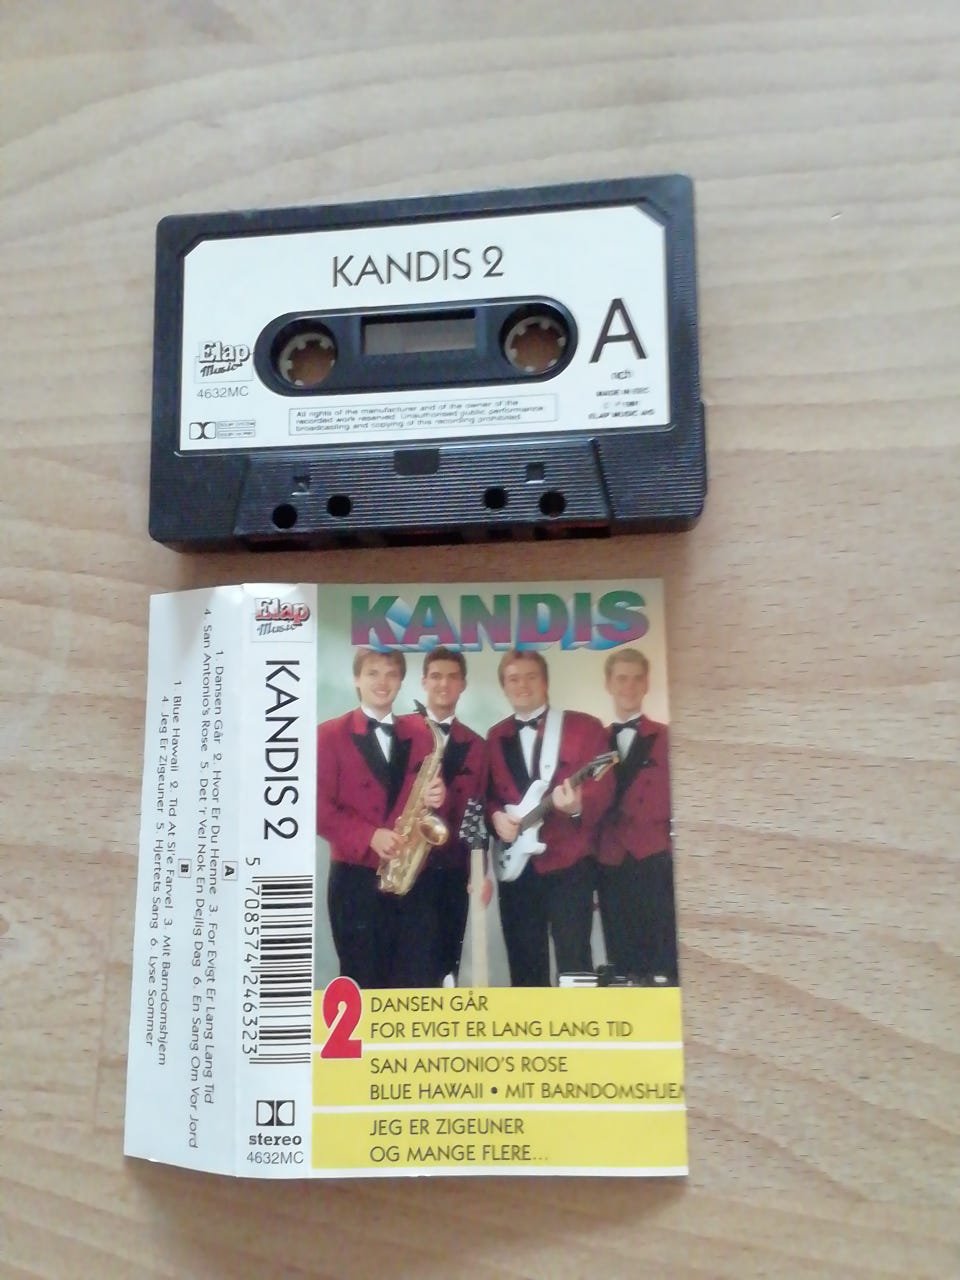 KANDIS 2
A
Elap
Music
4632MC
ncb
MADE IN EEC
ELAP MUSIC A/S
All rights of the manufacturer and of the owner of the
recorded work reserved. Unauthorised public performance
broadcasting and copying of this recording prohibited.
KANDIS
2
DANSEN GÅR
FOR EVIGT ER LANG LANG TID
SAN ANTONIO'S ROSE
BLUE HAWAII • MIT BARNDOMSHJEM
JEG ER ZIGEUNER
OG MANGE FLERE...
Elap
Music
KANDIS 2
5 708574 246323
stereo
4632MC
A
1. Dansen Går 2. Hvor Er Du Henne 3. For Evigt Er Lang Lang Tid
4. San Antonio's Rose 5. Det 'r Vel Nok En Dejlig Dag 6. En Sang Om Vor Jord
B
1. Blue Hawaii 2. Tid At Si'e Farvel 3. Mit Barndomshjem
4. Jeg Er Zigeuner 5. Hjertets Sang 6. Lyse Sommer